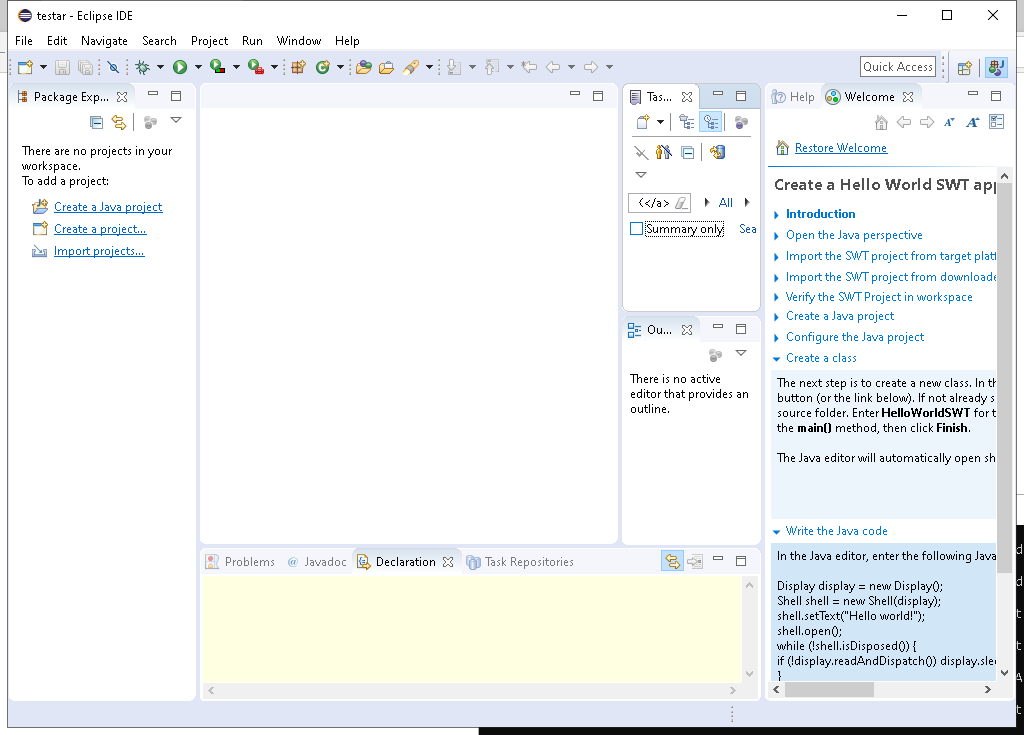 testar - Eclipse IDE
File Edit Navigate Search Project Run Window Help
Quick Access
Package Exp...
There are no projects in your
workspace.
To add a project:
Create a Java project
Create a project...
Import projects...
Tas...
(</a>
All
Summary only
Sea
Ou...
There is no active
editor that provides an
outline.
Help Welcome
Restore Welcome
Create a Hello World SWT app
Introduction
Open the Java perspective
Import the SWT project from target platf
Import the SWT project from downloade
Verify the SWT Project in workspace
Create a Java project
Configure the Java project
Create a class
The next step is to create a new class. In th
button (or the link below). If not already s
source folder. Enter HelloWorldSWT for t
the main() method, then click Finish.
The Java editor will automatically open sh
Write the Java code
In the Java editor, enter the following Java
Display display = new Display();
Shell shell = new Shell(display);
shell.setText("Hello world!");
shell.open();
while (!shell.isDisposed()) {
if (!display.readAndDispatch()) display.slee
}
Problems @ Javadoc Declaration Task Repositories